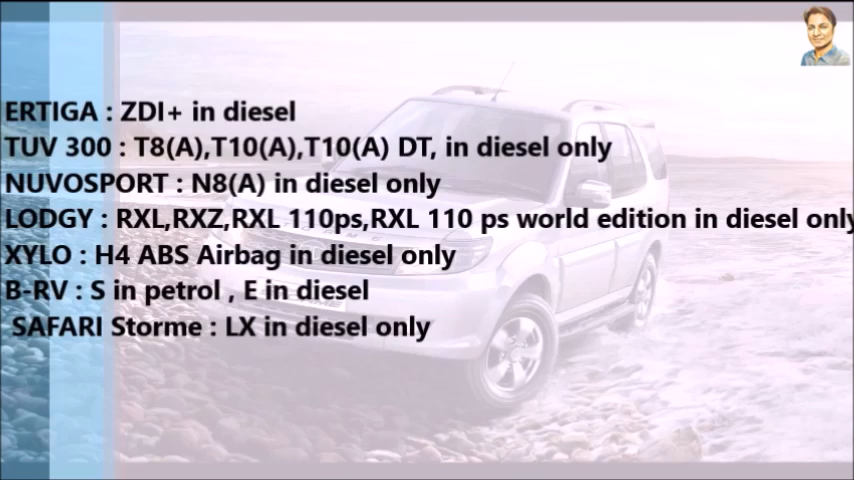 ERTIGA : ZDI+ in diesel
TUV 300 : T8(A),T10(A),T10(A) DT, in diesel only
NUVOSPORT : N8(A) in diesel only
LODGY : RXL,RXZ,RXL 110ps,RXL 110 ps world edition in diesel only
XYLO : H4 ABS Airbag in diesel only
B-RV : S in petrol , E in diesel
SAFARI Storme : LX in diesel only